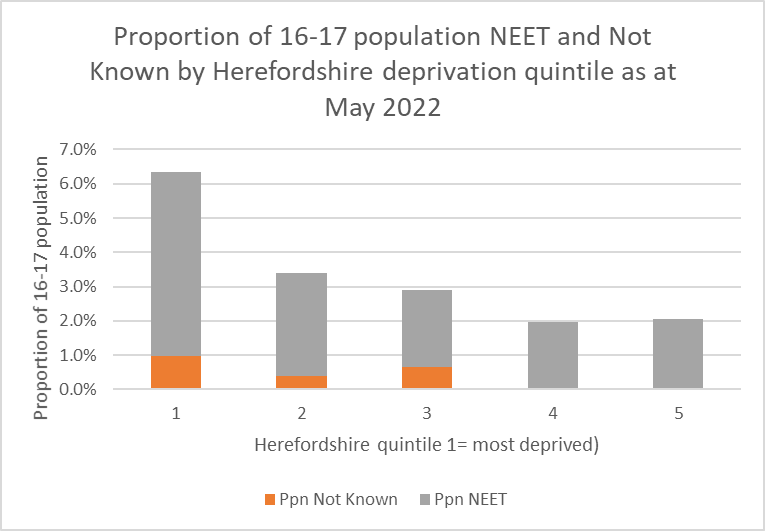 Proportion of 16-17 population NEET and Not
Known by Herefordshire deprivation quintile as at
May 2022
Proportion of 16-17 population
7.0%
6.0%
5.0%
4.0%
3.0%
2.0%
1.0%
0.0%
1 2 3 4 5
Herefordshire quintile 1= most deprived)
Ppn Not Known Ppn NEET